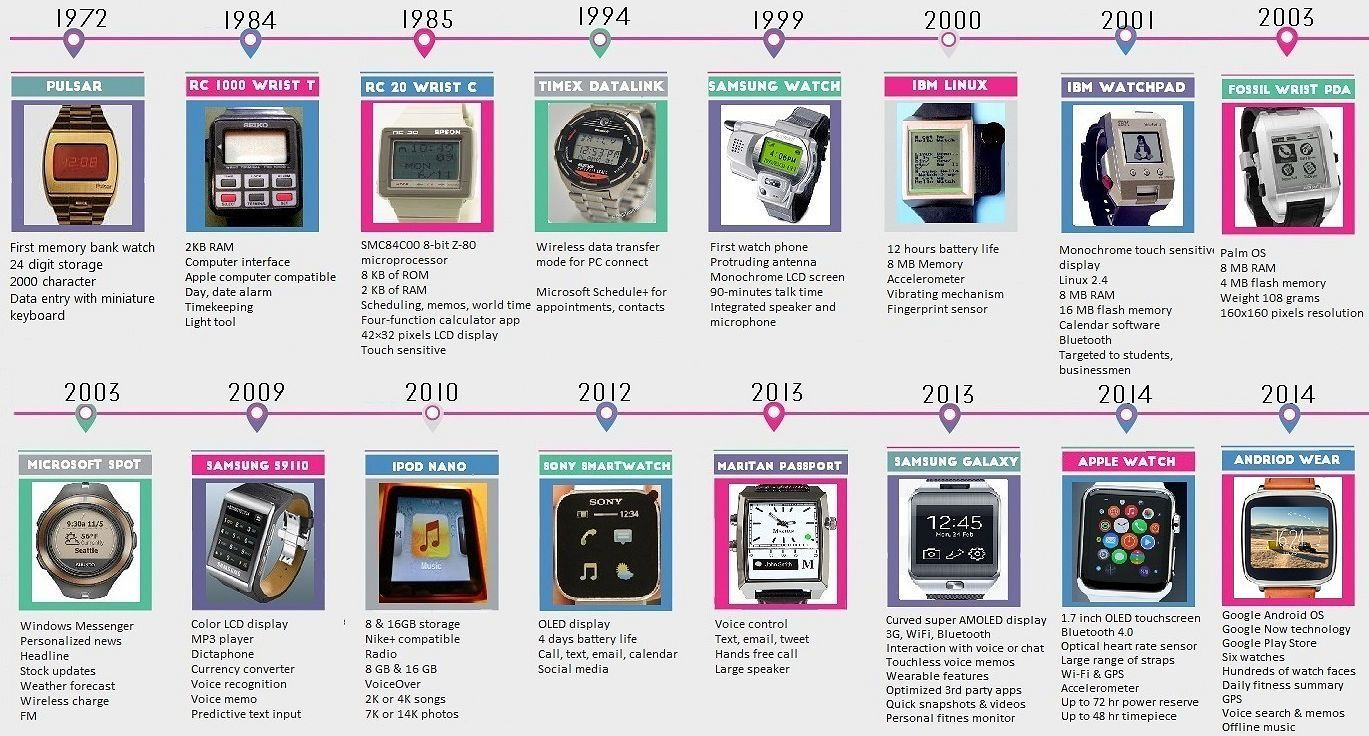 1972
1984
1985
1994
1999
2000
2001
2003
PULSAR
RC 1000 WRIST T
RC 20 WRIST C
TIMEX DATALINK
SAMSUNG WATCH
IBM LINUX
IBM WATCHPAD
FOSSIL WRIST PDA
12:08
Pulsar
SEIKO
EPSON
4:06PM
IBM
First memory bank watch
24 digit storage
2000 character
Data entry with miniature
keyboard
2KB RAM
Computer interface
Apple computer compatible
Day, date alarm
Timekeeping
Light tool
SMC84C00 8-bit Z-80
microprocessor
8 KB of ROM
2 KB of RAM
Scheduling, memos, world time
Four-function calculator app
42×32 pixels LCD display
Touch sensitive
Wireless data transfer
mode for PC connect
Microsoft Schedule+ for
appointments, contacts
First watch phone
Protruding antenna
Monochrome LCD screen
90-minutes talk time
Integrated speaker and
microphone
12 hours battery life
8 MB Memory
Accelerometer
Vibrating mechanism
Fingerprint sensor
Monochrome touch sensitive
display
Linux 2.4
8 MB RAM
16 MB flash memory
Calendar software
Bluetooth
Targeted to students,
businessmen
Palm OS
8 MB RAM
4 MB flash memory
Weight 108 grams
160x160 pixels resolution
2003
2009
2010
2012
2013
2013
2014
2014
MICROSOFT SPOT
SAMSUNG S9110
IPOD NANO
SONY SMARTWATCH
MARITAN PASSPORT
SAMSUNG GALAXY
APPLE WATCH
ANDRIOD WEAR
9:30a 11/5
56°F
Currently
Seattle
SUUNTO
SAMSUNG
Music
SONY
12:34
John Smith
M
12:45
Mon, 24 Feb
16:24
Windows Messenger
Personalized news
Headline
Stock updates
Weather forecast
Wireless charge
FM
Color LCD display
MP3 player
Dictaphone
Currency converter
Voice recognition
Voice memo
Predictive text input
8 & 16GB storage
Nike+ compatible
Radio
8 GB & 16 GB
VoiceOver
2K or 4K songs
7K or 14K photos
OLED display
4 days battery life
Call, text, email, calendar
Social media
Voice control
Text, email, tweet
Hands free call
Large speaker
Curved super AMOLED display
3G, WiFi, Bluetooth
Interaction with voice or chat
Touchless voice memos
Wearable features
Optimized 3rd party apps
Quick snapshots & videos
Personal fitnes monitor
1.7 inch OLED touchscreen
Bluetooth 4.0
Optical heart rate sensor
Large range of straps
Wi-Fi & GPS
Accelerometer
Up to 72 hr power reserve
Up to 48 hr timepiece
Google Android OS
Google Now technology
Google Play Store
Six watches
Hundreds of watch faces
Daily fitness summary
GPS
Voice search & memos
Offline music